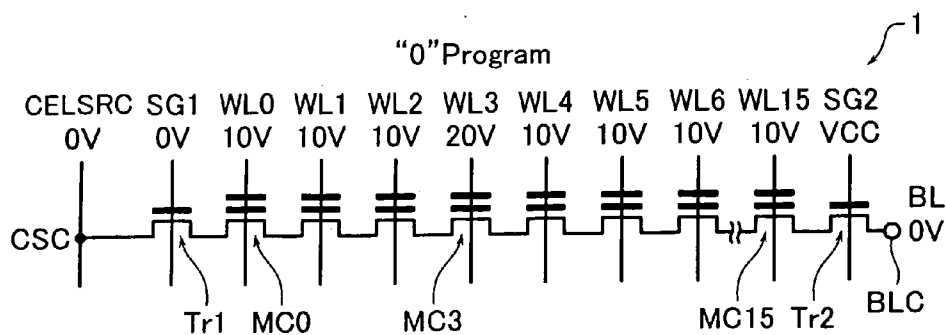 1
“0” Program
CELSRC SG1 WL0 WL1 WL2 WL3 WL4 WL5 WL6 WL15 SG2
0V 0V 10V 10V 10V 20V 10V 10V 10V 10V VCC
BL
0V
CSC
Tr1 MC0 MC3 MC15 Tr2 BLC